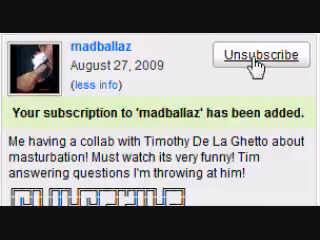 madballaz
August 27, 2009
(less info)
Unsubscribe
Your subscription to 'madballaz' has been added.
Me having a collab with Timothy De La Ghetto about
masturbation! Must watch its very funny! Tim
answering questions I'm throwing at him!